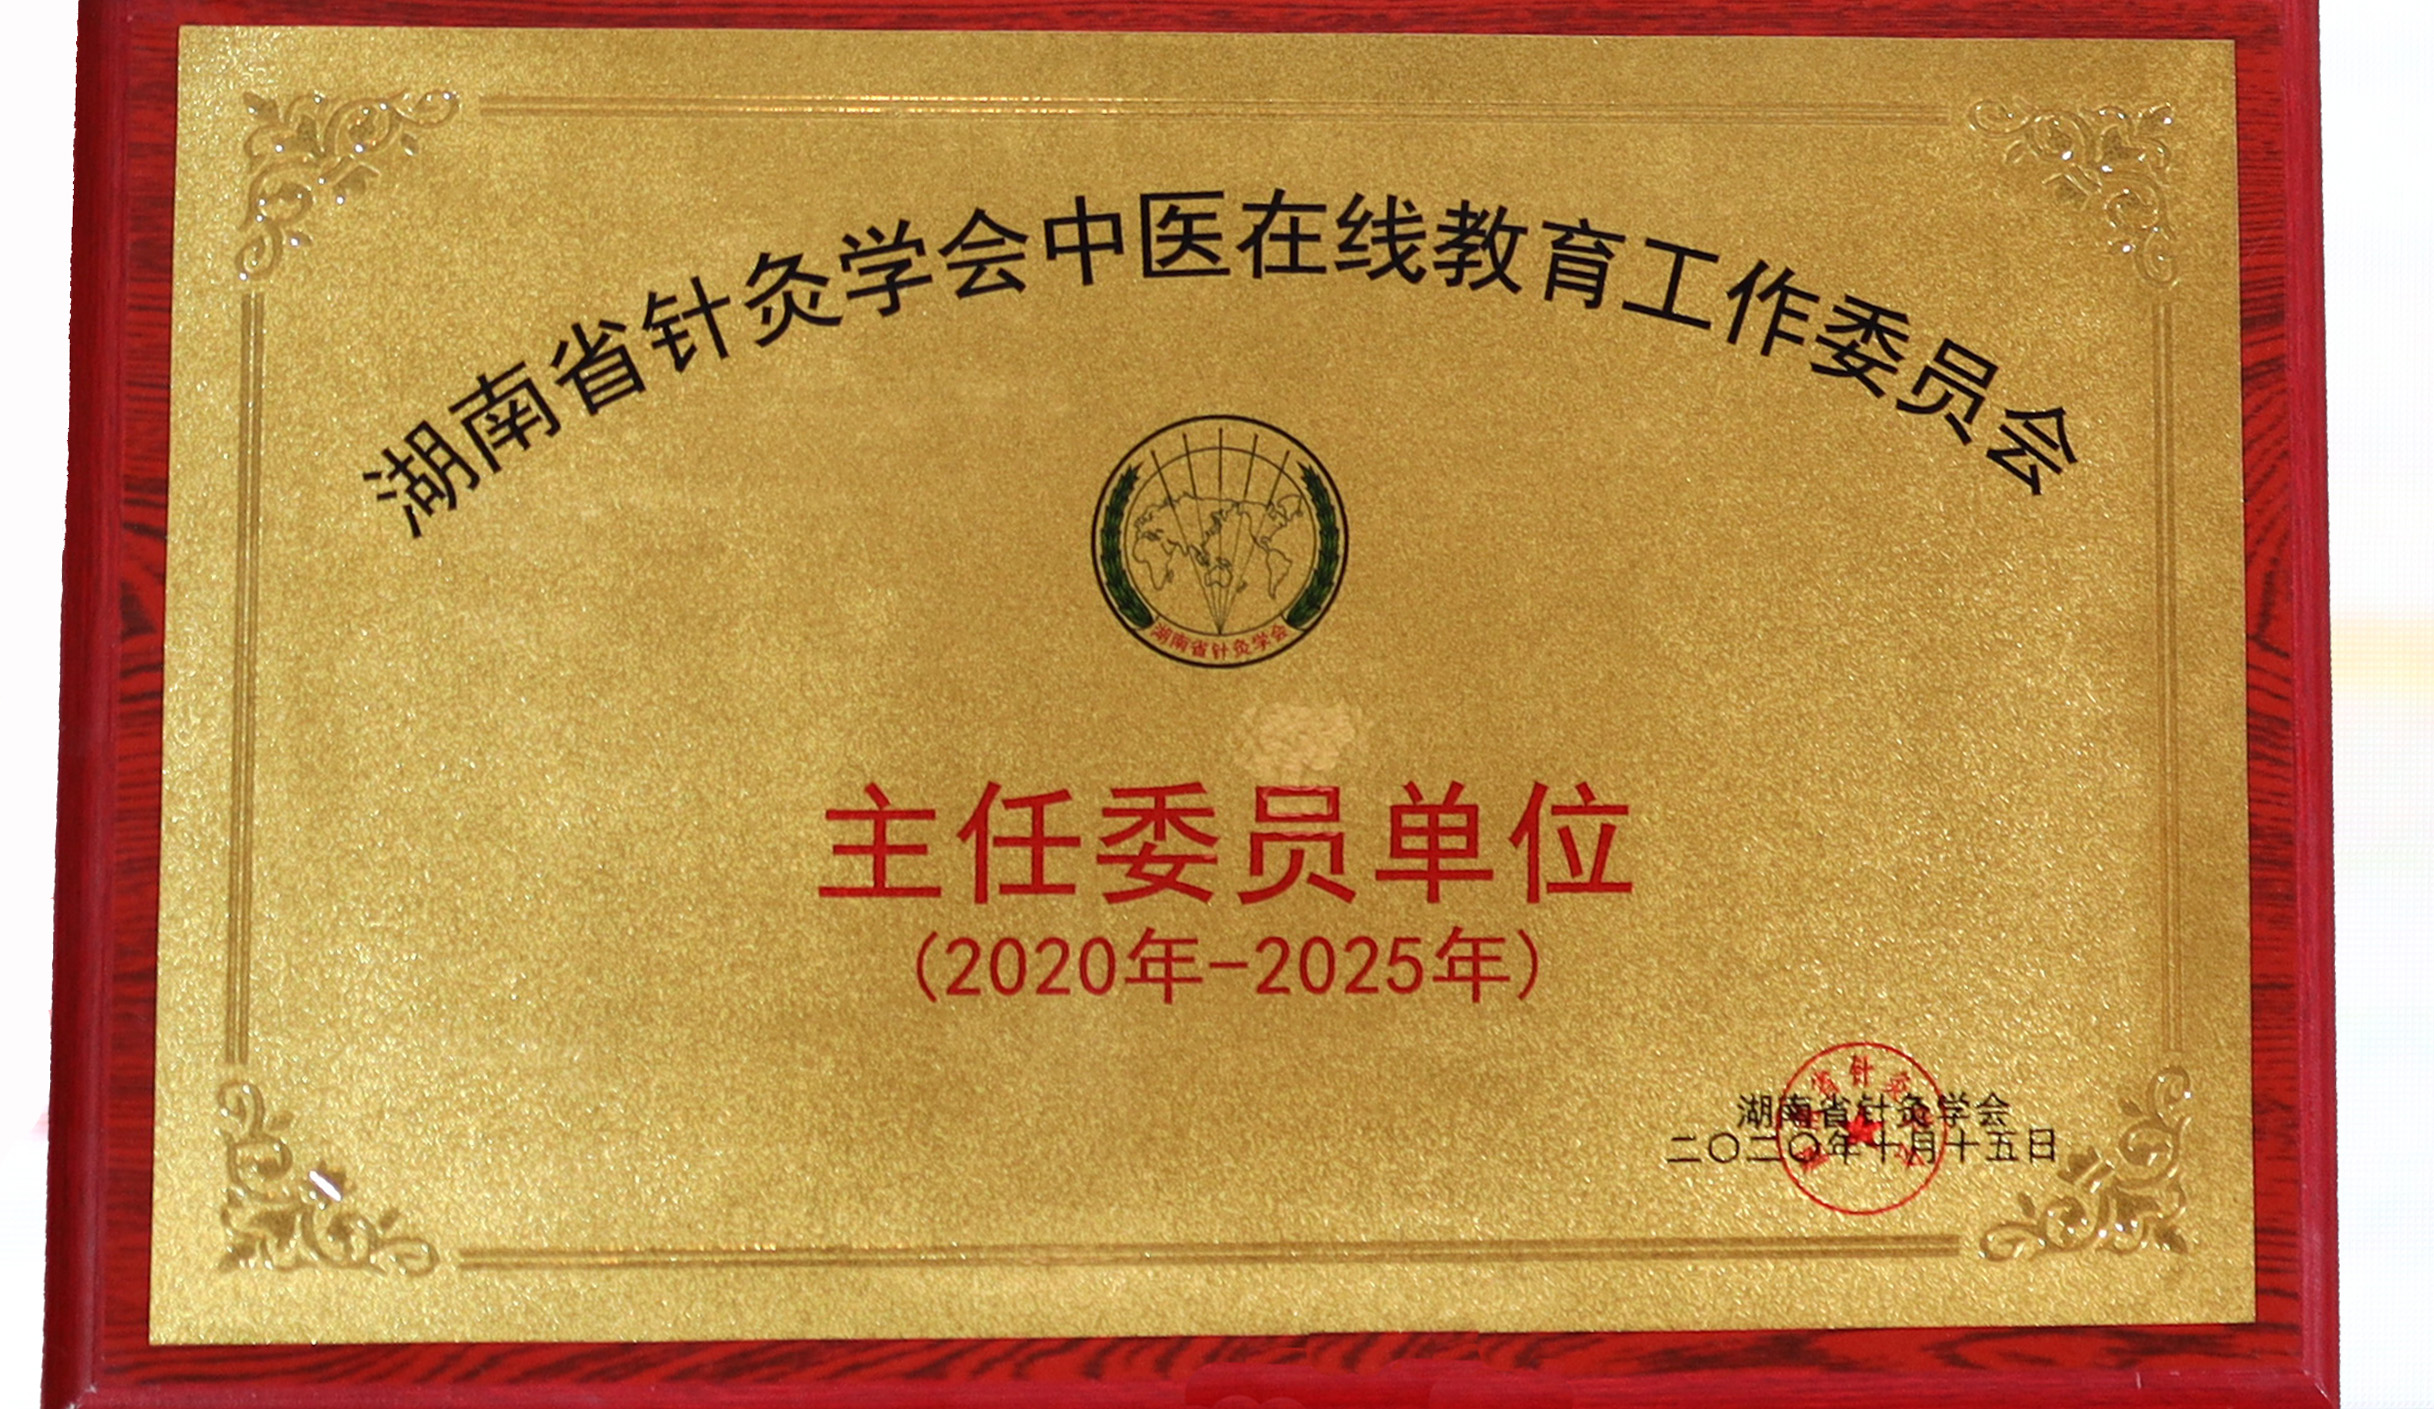 湖南省针灸学会中医在线教育工作委员会
湖南省针灸学会
主任委员单位
(2020年-2025年)
湖南省针灸学会
二〇二〇年十月十五日